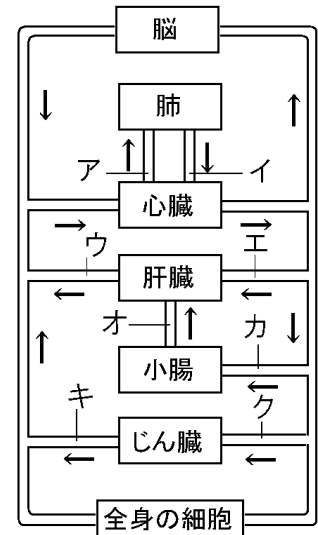 脳
肺
ア
イ
心臓
ウ
エ
肝臓
オ
カ
小腸
キ
ク
じん臓
全身の細胞